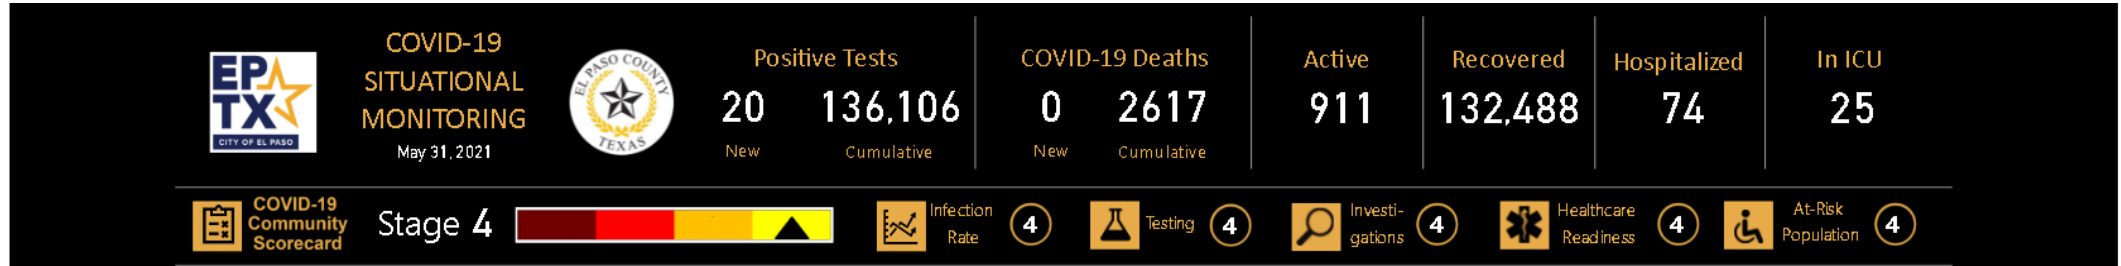 EP
TX
CITY OF EL PASO
COVID-19
SITUATIONAL
MONITORING
May 31, 2021
EL PASO COUNTY
TEXAS
Positive Tests
20 136,106
New Cumulative
COVID-19 Deaths
0 2617
New Cumulative
Active
911
Recovered
132,488
Hospitalized
74
In ICU
25
COVID-19
Community
Scorecard
Stage 4
Infection
Rate
4
Testing
4
Investi-
gations
4
Healthcare
Readiness
4
At-Risk
Population
4